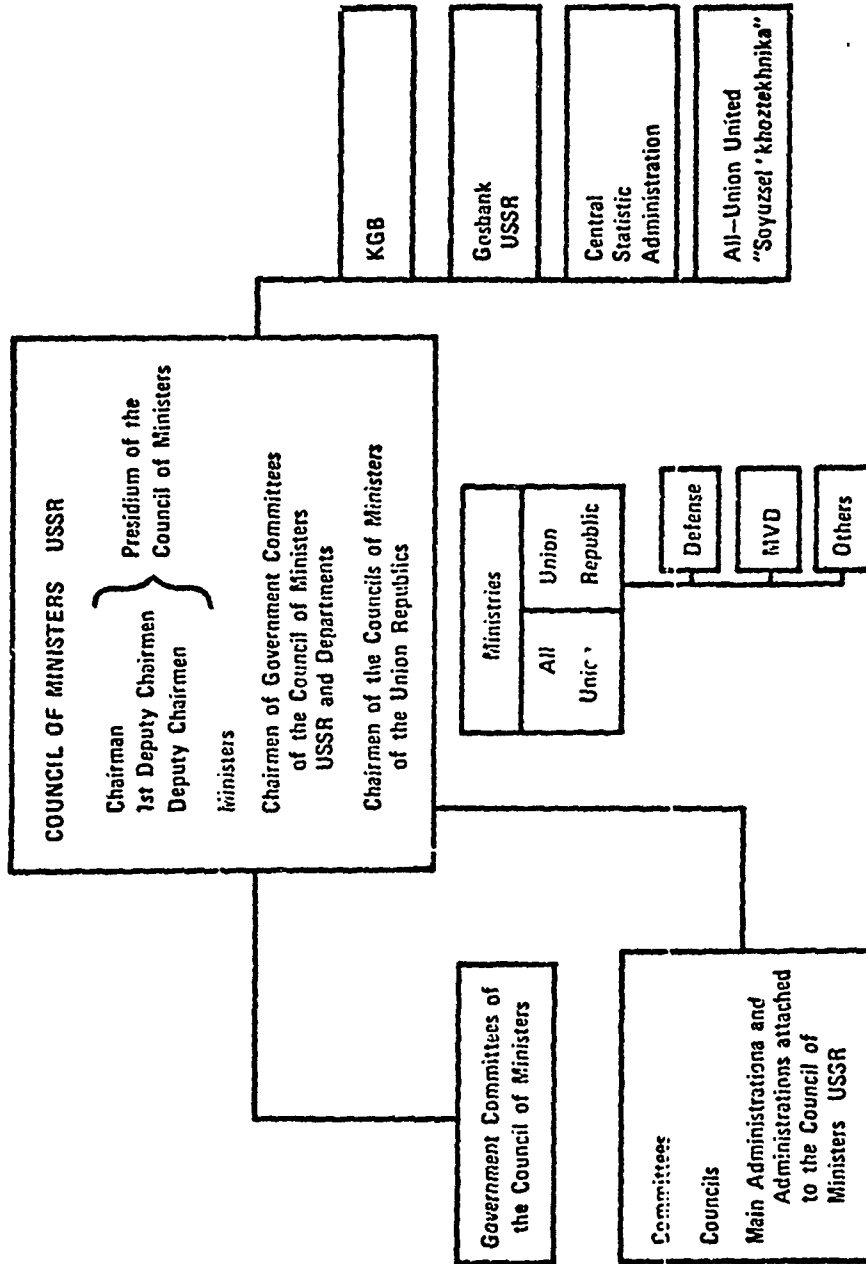 COUNCIL OF MINISTERS USSR
Chairman
1st Deputy Chairmen
Deputy Chairmen
Presidium of the
Council of Ministers
Ministers
Chairmen of Government Committees
of the Council of Ministers
USSR and Departments
Chairmen of the Councils of Ministers
of the Union Republics
Government Committees of
the Council of Ministers
Committees
Councils
Main Administrationa and
Administrations attached
to the Council of
Ministers USSR
Ministries
All
Union
Republic
Defense
MVD
Others
KGB
Gosbank
USSR
Central
Statistic
Administration
All-Union United
"Soyuzsel'khoztekhnika"